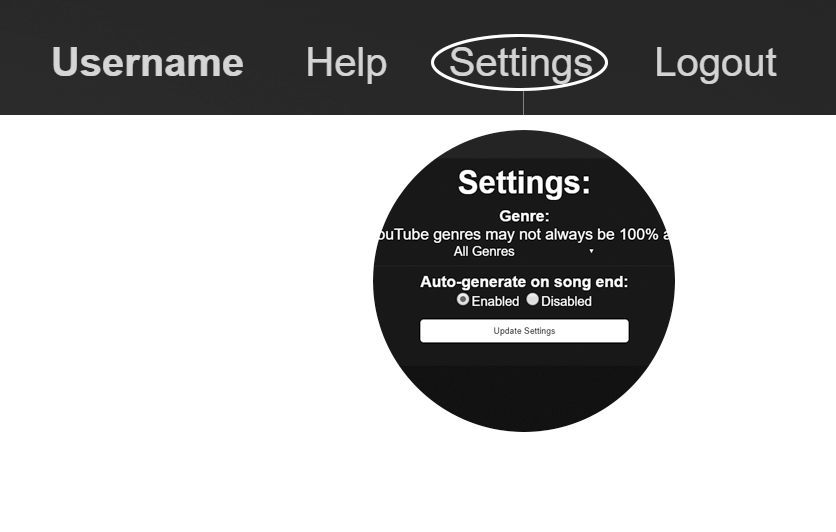 Username Help Settings Logout
Settings:
Genre:
ouTube genres may not always be 100% a
All Genres
Auto-generate on song end:
Enabled Disabled
Update Settings